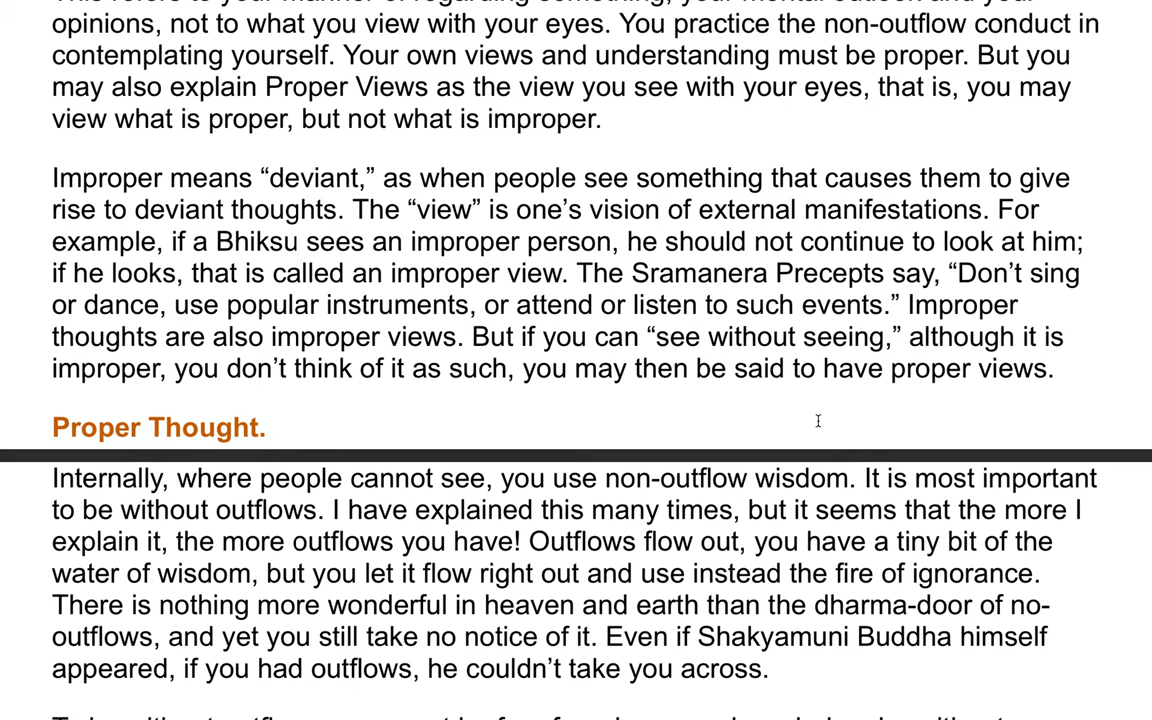 opinions, not to what you view with your eyes. You practice the non-outflow conduct in
contemplating yourself. Your own views and understanding must be proper. But you
may also explain Proper Views as the view you see with your eyes, that is, you may
view what is proper, but not what is improper.
Improper means “deviant,” as when people see something that causes them to give
rise to deviant thoughts. The “view” is one’s vision of external manifestations. For
example, if a Bhiksu sees an improper person, he should not continue to look at him;
if he looks, that is called an improper view. The Sramanera Precepts say, “Don’t sing
or dance, use popular instruments, or attend or listen to such events.” Improper
thoughts are also improper views. But if you can “see without seeing,” although it is
improper, you don’t think of it as such, you may then be said to have proper views.
Proper Thought.
Internally, where people cannot see, you use non-outflow wisdom. It is most important
to be without outflows. I have explained this many times, but it seems that the more I
explain it, the more outflows you have! Outflows flow out, you have a tiny bit of the
water of wisdom, but you let it flow right out and use instead the fire of ignorance.
There is nothing more wonderful in heaven and earth than the dharma-door of no-
outflows, and yet you still take no notice of it. Even if Shakyamuni Buddha himself
appeared, if you had outflows, he couldn’t take you across.